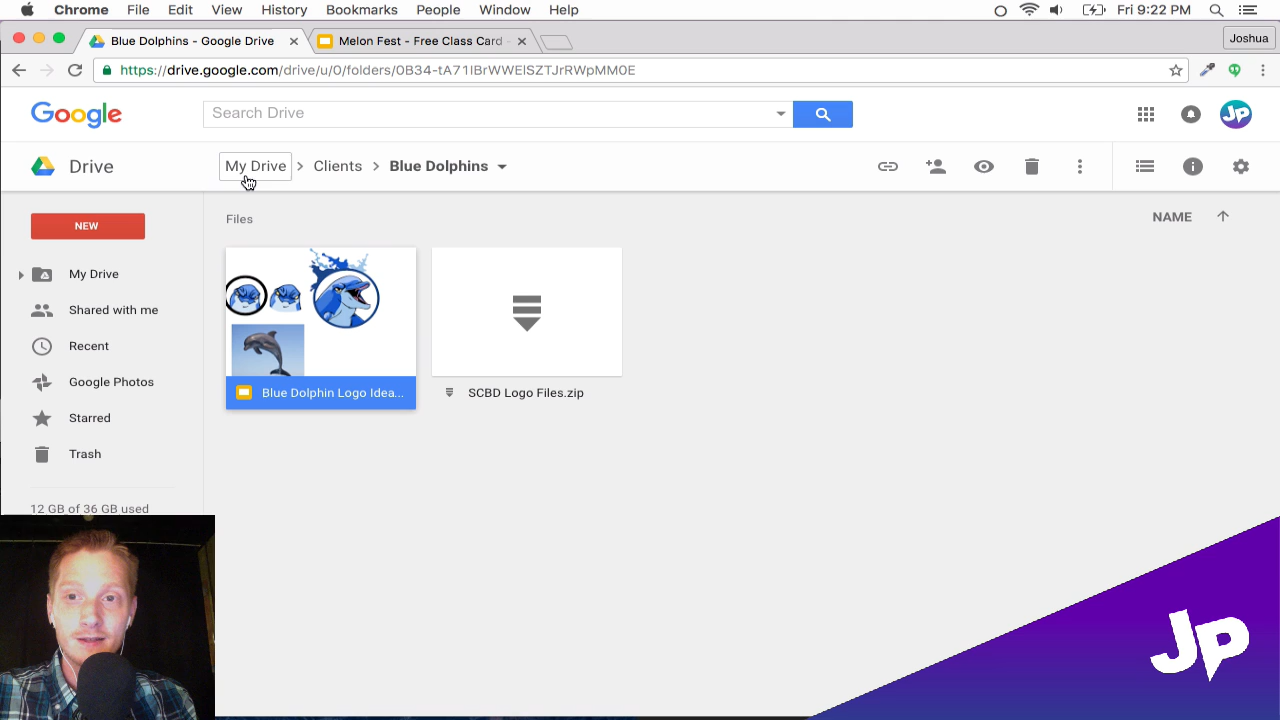 Chrome File Edit View History Bookmarks People Window Help Fri 9:22 PM
Blue Dolphins - Google Drive Melon Fest - Free Class Card - Joshua
https://drive.google.com/drive/u/0/folders/0B34-tA71IBrWWElSZTJrRWpMM0E
Google Search Drive JP
Drive My Drive > Clients > Blue Dolphins
NEW
Files NAME
My Drive
Shared with me
Recent
Google Photos
Starred
Trash
12 GB of 36 GB used
Blue Dolphin Logo Idea... SCBD Logo Files.zip
JP